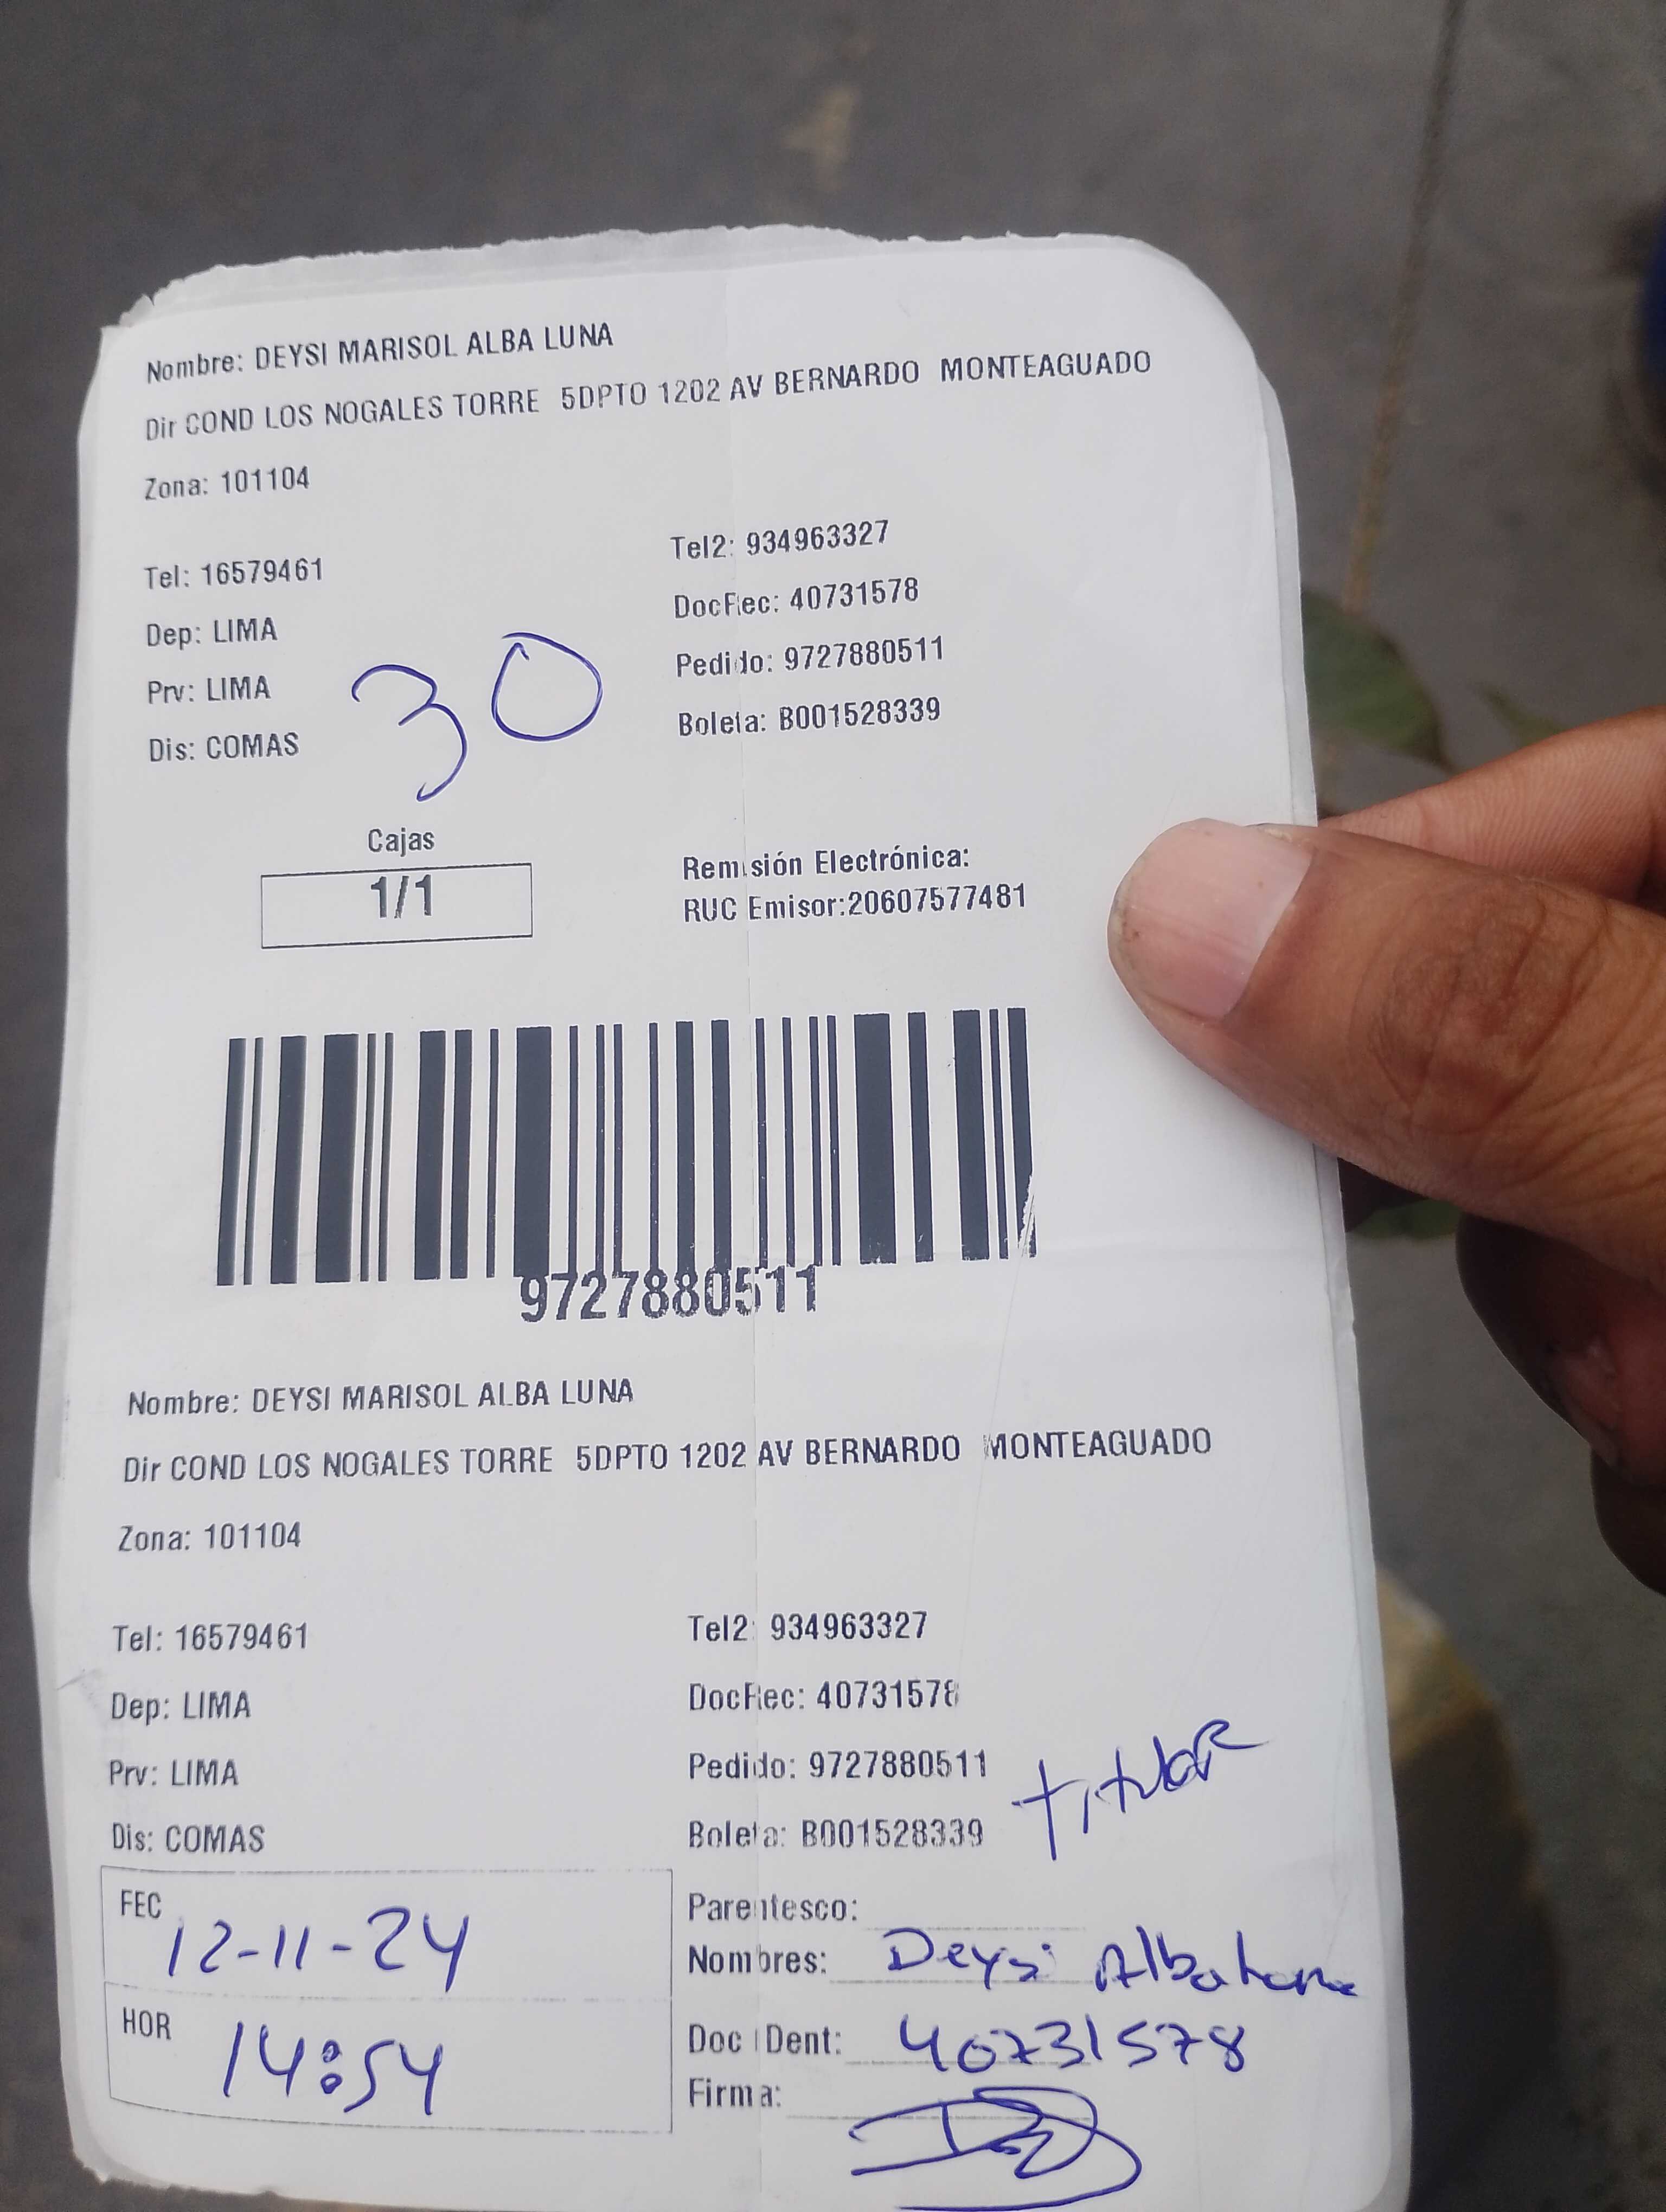 Nombre: DEYSI MARISOL ALBA LUNA
Dir COND LOS NOGALES TORRE 5DPTO 1202 AV BERNARDO MONTEAGUADO
Zona: 101104
Tel: 16579461
Tel2: 934963327
DocRec: 40731578
Dep: LIMA
Pedido: 9727880511
Prv: LIMA
30
Boleta: B001528339
Dis: COMAS
Cajas
1/1
Remisión Electrónica:
RUC Emisor:20607577481
9727880511
Nombre: DEYSI MARISOL ALBA LUNA
Dir COND LOS NOGALES TORRE 5DPTO 1202 AV BERNARDO MONTEAGUADO
Zona: 101104
Tel: 16579461
Tel2: 934963327
Dep: LIMA
DocRec: 40731578
Prv: LIMA
Pedido: 9727880511
Titular
Dis: COMAS
Boleta: B001528339
FEC 12-11-24
HOR 14:54
Parentesco:
Nombres: Deysi Alba Luna
Doc IDent: 40731578
Firma: